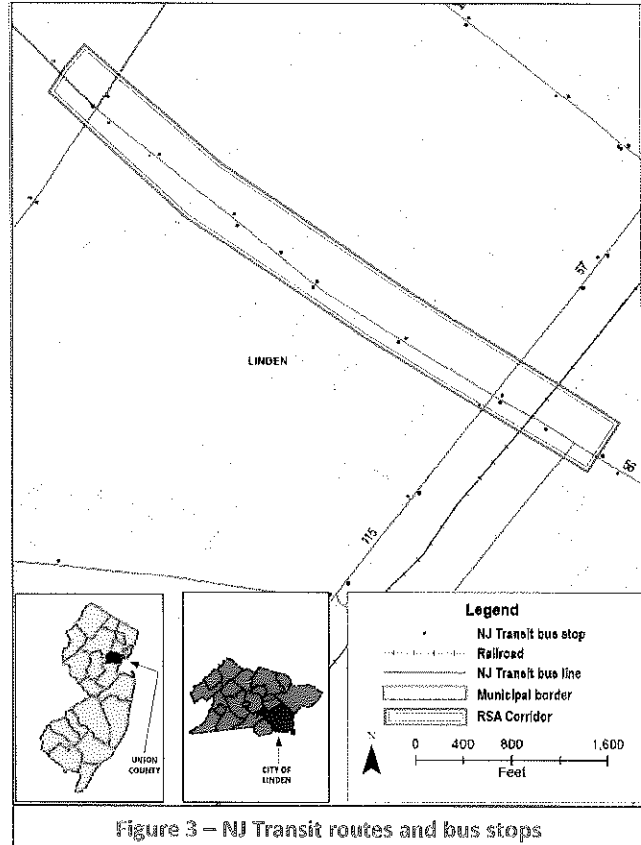 57
LINDEN
56
115
Legend
NJ Transit bus stop
Railroad
NJ Transit bus line
Municipal border
RSA Corridor
N
0 400 800 1,600
Feet
UNION
COUNTY
CITY OF
LINDEN
Figure 3 – NJ Transit routes and bus stops